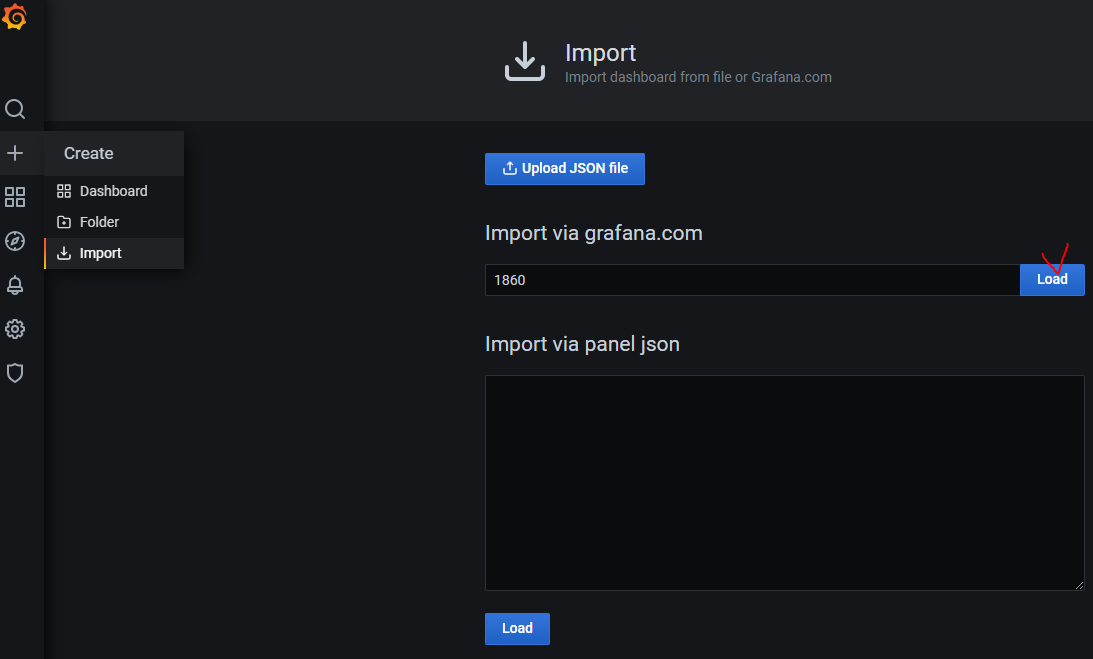 Import
Import dashboard from file or Grafana.com
Create
Dashboard
Folder
Import
Upload JSON file
Import via grafana.com
1860
Load
Import via panel json
Load